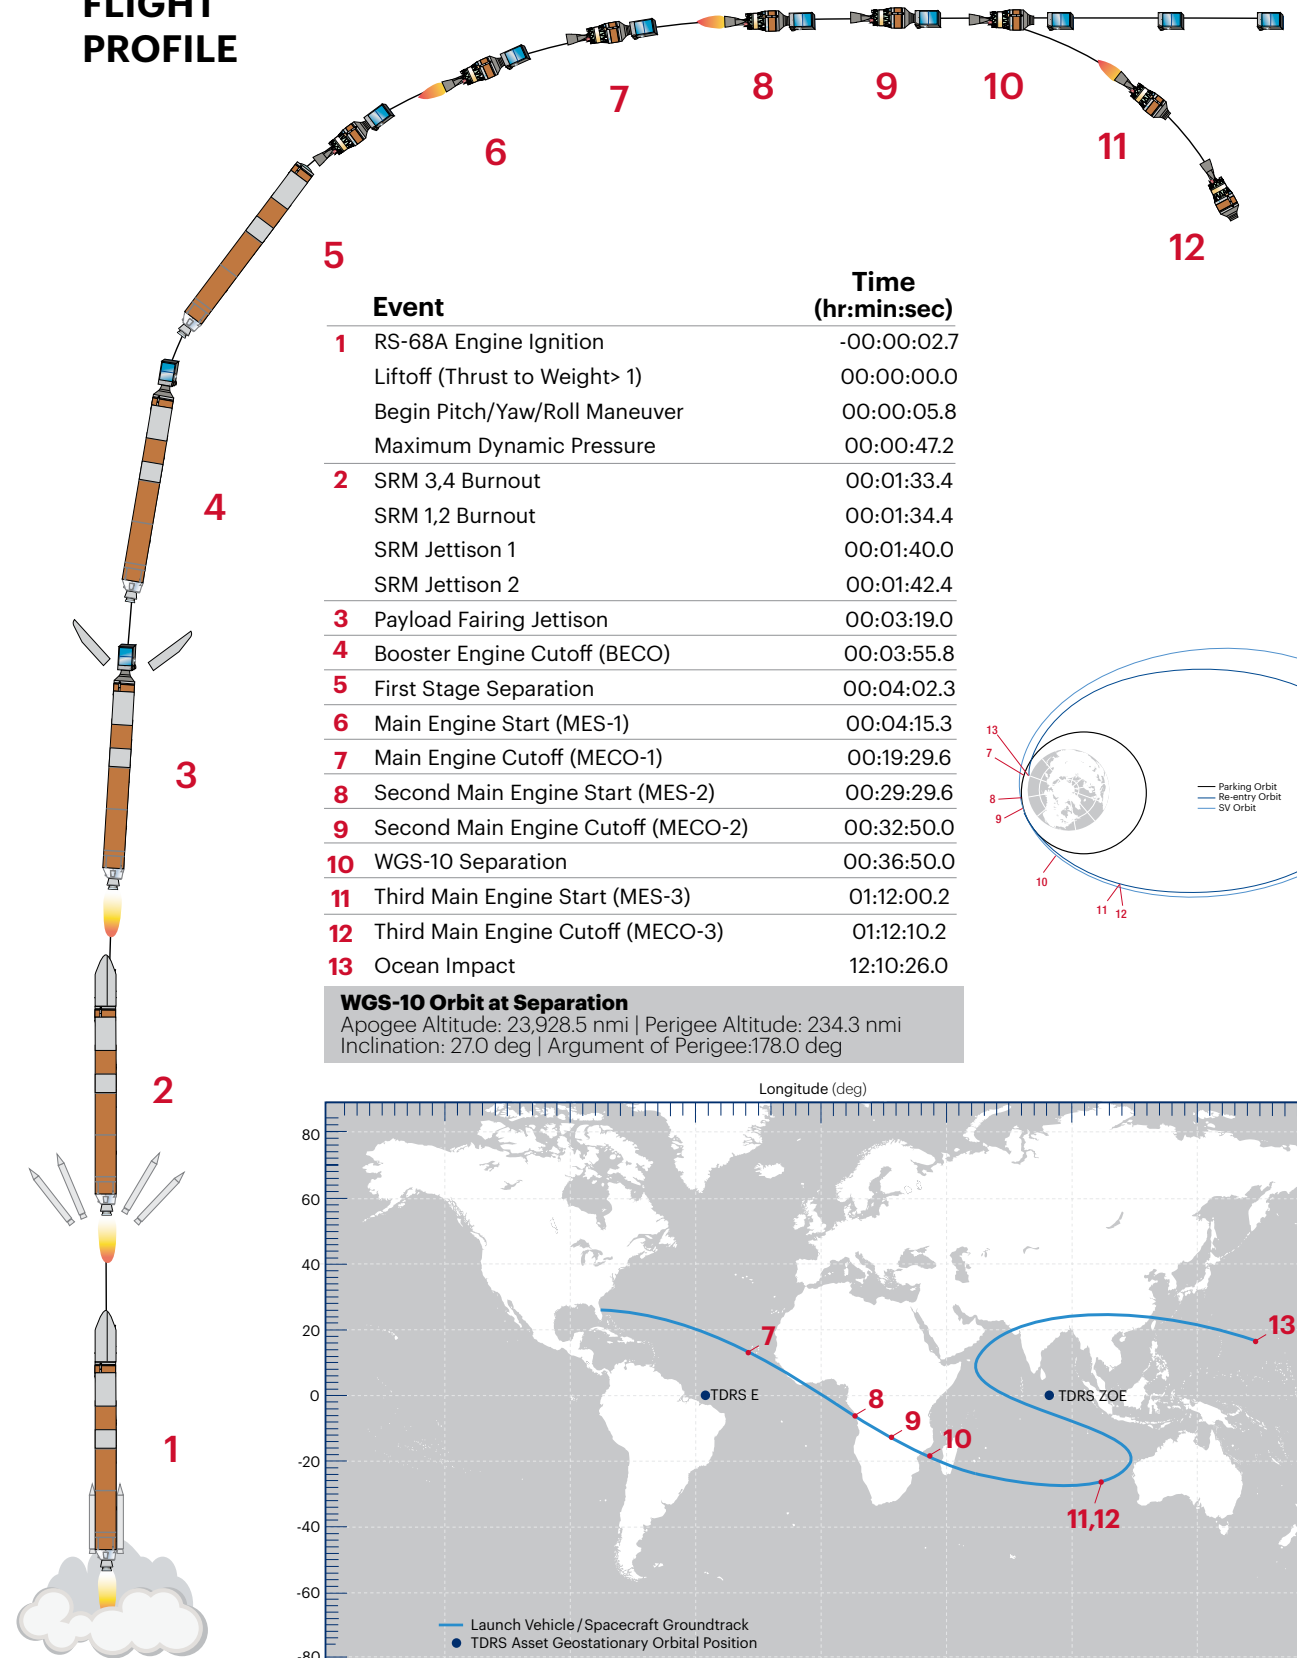 FLIGHT
PROFILE
7
8
9
10
6
11
12
5
4
3
2
1
Event Time (hr:min:sec)
1 RS-68A Engine Ignition -00:00:02.7
Liftoff (Thrust to Weight> 1) 00:00:00.0
Begin Pitch/Yaw/Roll Maneuver 00:00:05.8
Maximum Dynamic Pressure 00:00:47.2
2 SRM 3,4 Burnout 00:01:33.4
SRM 1,2 Burnout 00:01:34.4
SRM Jettison 1 00:01:40.0
SRM Jettison 2 00:01:42.4
3 Payload Fairing Jettison 00:03:19.0
4 Booster Engine Cutoff (BECO) 00:03:55.8
5 First Stage Separation 00:04:02.3
6 Main Engine Start (MES-1) 00:04:15.3
7 Main Engine Cutoff (MECO-1) 00:19:29.6
8 Second Main Engine Start (MES-2) 00:29:29.6
9 Second Main Engine Cutoff (MECO-2) 00:32:50.0
10 WGS-10 Separation 00:36:50.0
11 Third Main Engine Start (MES-3) 01:12:00.2
12 Third Main Engine Cutoff (MECO-3) 01:12:10.2
13 Ocean Impact 12:10:26.0
WGS-10 Orbit at Separation
Apogee Altitude: 23,928.5 nmi | Perigee Altitude: 234.3 nmi
Inclination: 27.0 deg | Argument of Perigee:178.0 deg
13
7
8
9
10
11 12
Parking Orbit
Re-entry Orbit
SV Orbit
Longitude (deg)
80
60
40
20
0
-20
-40
-60
-80
7
8
9
10
11,12
13
TDRS E
TDRS ZOE
Launch Vehicle/Spacecraft Groundtrack
TDRS Asset Geostationary Orbital Position